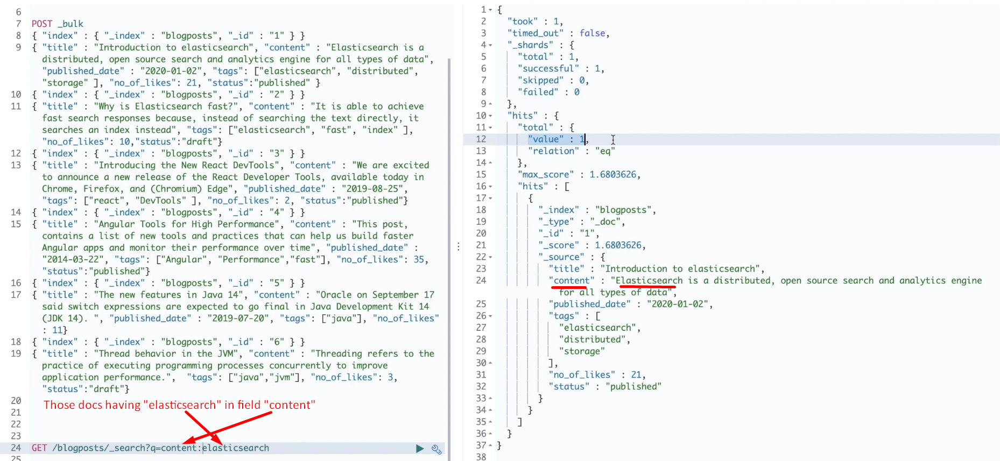 6
7 POST _bulk
8 { "index" : { "_index" : "blogposts", "_id" : "1" } }
9 { "title" : "Introduction to elasticsearch", "content" : "Elasticsearch is a
distributed, open source search and analytics engine for all types of data",
"published_date" : "2020-01-02", "tags": ["elasticsearch", "distributed",
"storage" ], "no_of_likes": 21, "status":"published" }
10 { "index" : { "_index" : "blogposts", "_id" : "2" } }
11 { "title" : "Why is Elasticsearch fast?", "content" : "It is able to achieve
fast search responses because, instead of searching the text directly, it
searches an index instead", "tags": ["elasticsearch", "fast", "index" ],
"no_of_likes": 10,"status":"draft"}
12 { "index" : { "_index" : "blogposts", "_id" : "3" } }
13 { "title" : "Introducing the New React DevTools", "content" : "We are excited
to announce a new release of the React Developer Tools, available today in
Chrome, Firefox, and (Chromium) Edge", "published_date" : "2019-08-25",
"tags": ["react", "DevTools" ], "no_of_likes": 2, "status":"published"}
14 { "index" : { "_index" : "blogposts", "_id" : "4" } }
15 { "title" : "Angular Tools for High Performance", "content" : "This post,
contains a list of new tools and practices that can help us build faster
Angular apps and monitor their performance over time", "published_date" :
"2014-03-22", "tags": ["Angular", "Performance","fast"], "no_of_likes": 35,
"status":"published"}
16 { "index" : { "_index" : "blogposts", "_id" : "5" } }
17 { "title" : "The new features in Java 14", "content" : "Oracle on September 17
said switch expressions are expected to go final in Java Development Kit 14
(JDK 14). ", "published_date" : "2019-07-20", "tags": ["java"], "no_of_likes"
: 11}
18 { "index" : { "_index" : "blogposts", "_id" : "6" } }
19 { "title" : "Thread behavior in the JVM", "content" : "Threading refers to the
practice of executing programming processes concurrently to improve
application performance.",  "tags": ["java","jvm"], "no_of_likes": 3,
"status":"draft"}
20
Those docs having "elasticsearch" in field "content"
21
22
23
24 GET /blogposts/_search?q=content:elasticsearch
25
1 {
2 "took" : 1,
3 "timed_out" : false,
4 "_shards" : {
5 "total" : 1,
6 "successful" : 1,
7 "skipped" : 0,
8 "failed" : 0
9 },
10 "hits" : {
11 "total" : {
12 "value" : 1,
13 "relation" : "eq"
14 },
15 "max_score" : 1.6803626,
16 "hits" : [
17 {
18 "_index" : "blogposts",
19 "_type" : "_doc",
20 "_id" : "1",
21 "_score" : 1.6803626,
22 "_source" : {
23 "title" : "Introduction to elasticsearch",
24 "content" : "Elasticsearch is a distributed, open source search and analytics engine
for all types of data",
25 "published_date" : "2020-01-02",
26 "tags" : [
27 "elasticsearch",
28 "distributed",
29 "storage"
30 ],
31 "no_of_likes" : 21,
32 "status" : "published"
33 }
34 }
35 ]
36 }
37 }
38